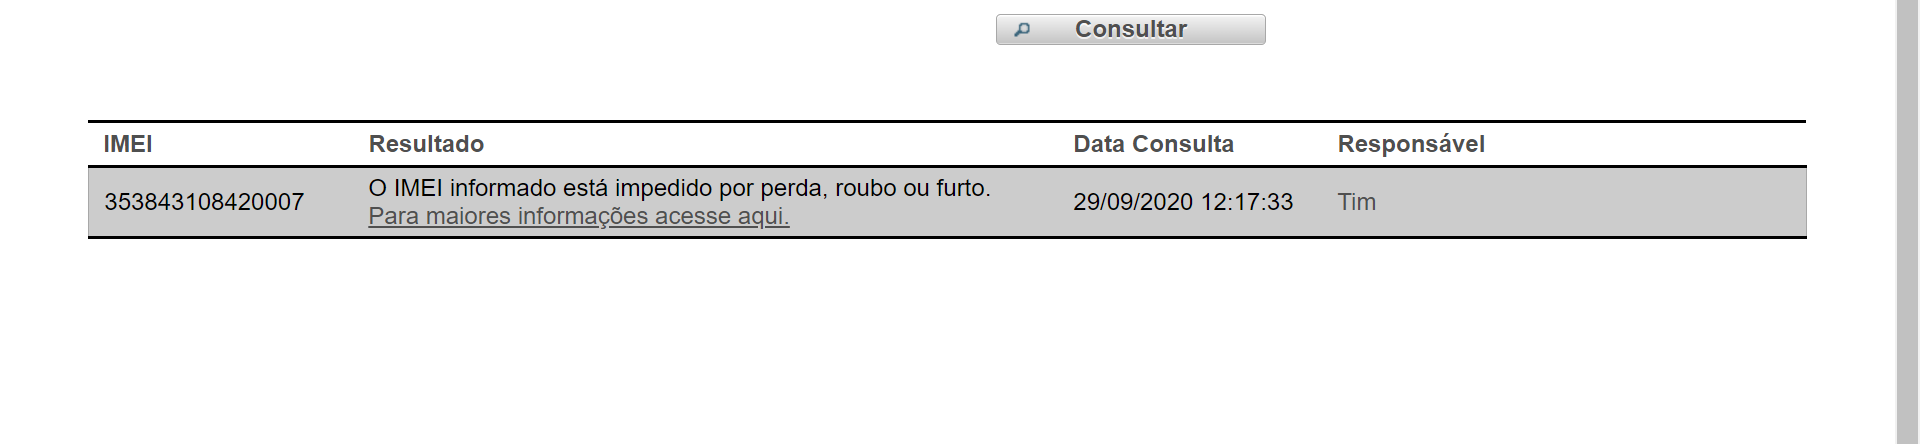 Consultar
IMEI Resultado Data Consulta Responsável
353843108420007 O IMEI informado está impedido por perda, roubo ou furto. 29/09/2020 12:17:33 Tim
Para maiores informações acesse aqui.